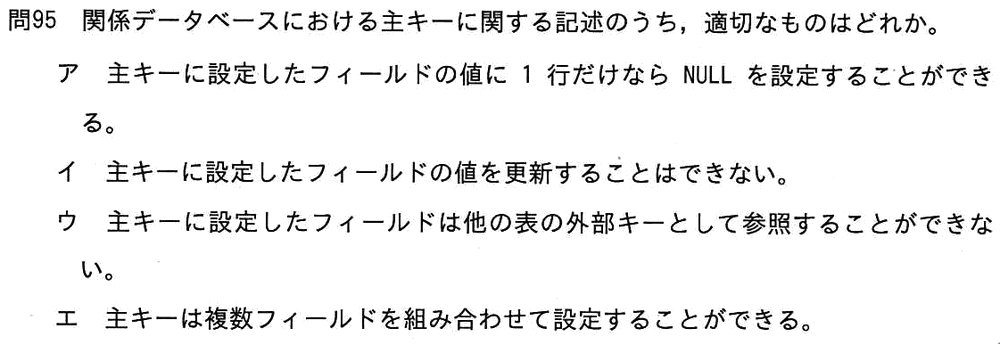 問95 関係データベースにおける主キーに関する記述のうち，適切なものはどれか。
ア 主キーに設定したフィールドの値に 1 行だけなら NULL を設定することができ
る。
イ 主キーに設定したフィールドの値を更新することはできない。
ウ 主キーに設定したフィールドは他の表の外部キーとして参照することができな
い。
エ 主キーは複数フィールドを組み合わせて設定することができる。